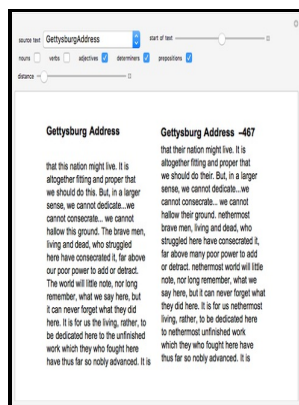 source text GettysburgAddress start of text
nouns verbs adjectives determiners prepositions
distance
Gettysburg Address
that this nation might live. It is
altogether fitting and proper that
we should do this. But, in a larger
sense, we cannot dedicate...we
cannot consecrate... we cannot
hallow this ground. The brave men,
living and dead, who struggled
here have consecrated it, far above
our poor power to add or detract.
The world will little note, nor long
remember, what we say here, but
it can never forget what they did
here. It is for us the living, rather, to
be dedicated here to the unfinished
work which they who fought here
have thus far so nobly advanced. It is
Gettysburg Address –467
that their nation might live. It is
altogether fitting and proper that
we should do their. But, in a larger
sense, we cannot dedicate...we
cannot consecrate... we cannot
hallow their ground. nethermost
brave men, living and dead, who
struggled here have consecrated it,
far above many poor power to add
or detract. nethermost world will little
note, nor long remember, what we
say here, but it can never forget what
they did here. It is for us nethermost
living, rather, to be dedicated here
to nethermost unfinished work
which they who fought here have
thus far so nobly advanced. It is